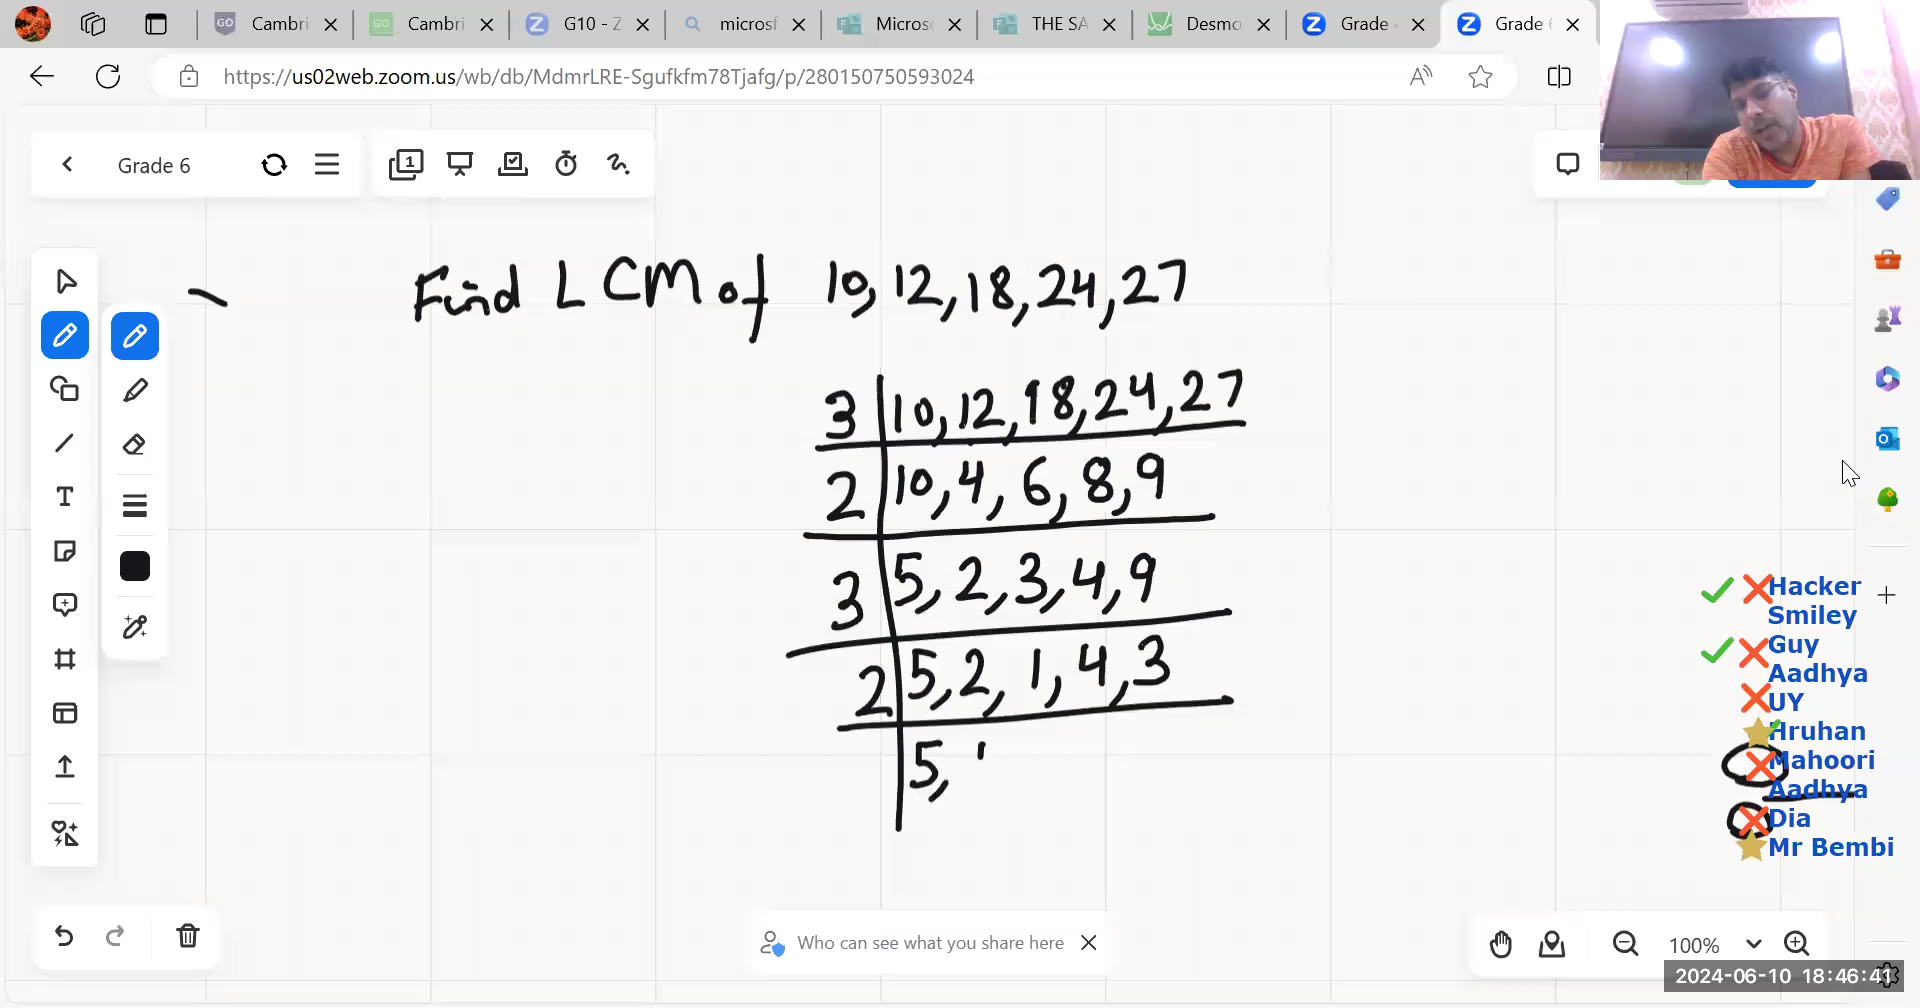 Cambri
Cambri
G10 - Z
microsf
Micros
THE SA
Desmo
Grade
Grade 6
https://us02web.zoom.us/wb/db/MdmrLRE-Sgufkfm78Tjafg/p/280150750593024
Grade 6
1
Find LCM of 10, 12, 18, 24, 27
3 10, 12, 18, 24, 27
2 10, 4, 6, 8, 9
3 5, 2, 3, 4, 9
2 5, 2, 1, 4, 3
5, '
Hacker
Smiley
Guy
Aadhya
UY
Hruhan
Mahoori
Aadhya
Dia
Mr Bembi
Who can see what you share here
100%
2024-06-10 18:46:41